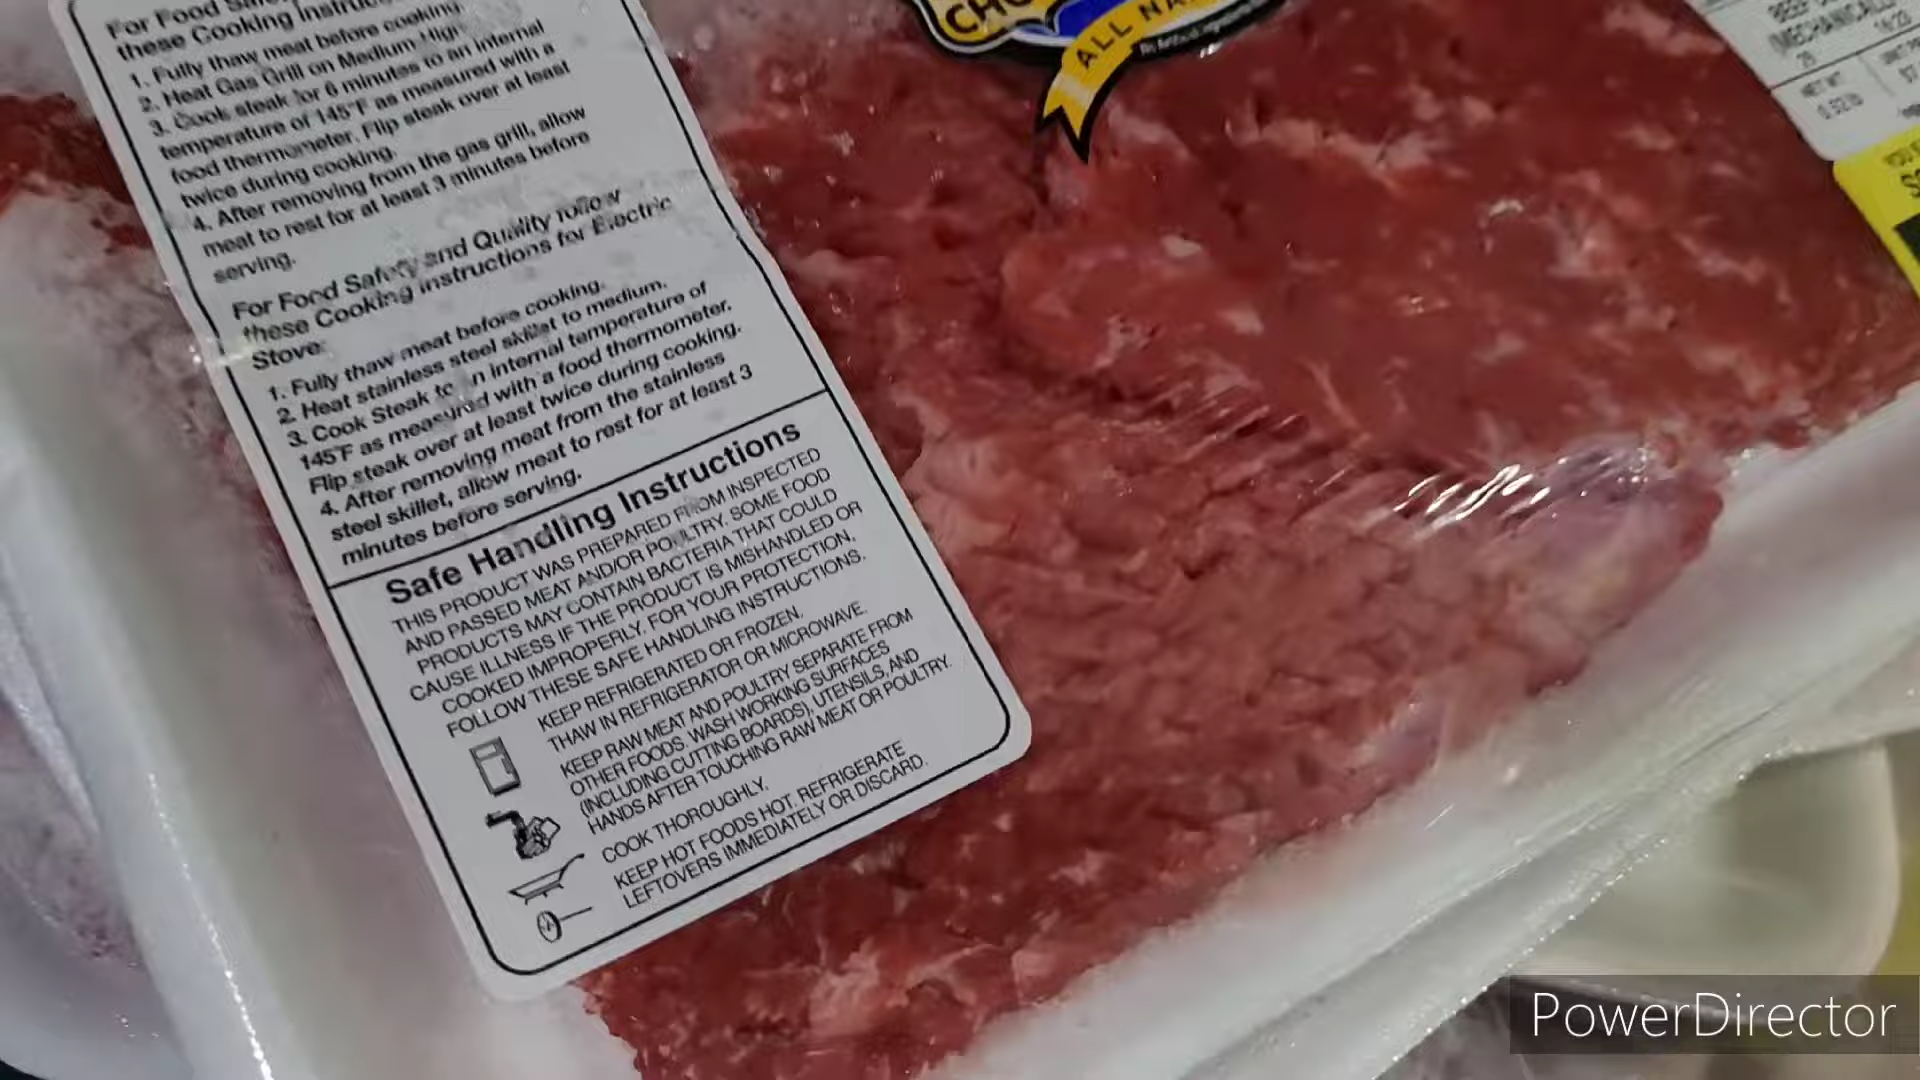 For Food
these Cooking
1. Fully thaw meat before cooking
2. Heat Gas Grill on Medium High
3. Cook steak for 6 minutes to an internal
temperature of 145°F as measured with a
food thermometer. Flip steak over at least
twice during cooking.
4. After removing from the gas grill, allow
meat to rest for at least 3 minutes before
serving.
For Food Safety and Quality follow
these Cooking instructions for Electric
Stove:
1. Fully thaw meat before cooking.
2. Heat stainless steel skillet to medium.
3. Cook Steak to an internal temperature of
145°F as measured with a food thermometer.
Flip steak over at least twice during cooking.
4. After removing meat from the stainless
steel skillet, allow meat to rest for at least 3
minutes before serving.
Safe Handling Instructions
THIS PRODUCT WAS PREPARED FROM INSPECTED
AND PASSED MEAT AND/OR POULTRY. SOME FOOD
PRODUCTS MAY CONTAIN BACTERIA THAT COULD
CAUSE ILLNESS IF THE PRODUCT IS MISHANDLED OR
COOKED IMPROPERLY. FOR YOUR PROTECTION,
FOLLOW THESE SAFE HANDLING INSTRUCTIONS.
KEEP REFRIGERATED OR FROZEN.
THAW IN REFRIGERATOR OR MICROWAVE.
KEEP RAW MEAT AND POULTRY SEPARATE FROM
OTHER FOODS. WASH WORKING SURFACES
(INCLUDING CUTTING BOARDS), UTENSILS, AND
HANDS AFTER TOUCHING RAW MEAT OR POULTRY.
COOK THOROUGHLY.
KEEP HOT FOODS HOT. REFRIGERATE
LEFTOVERS IMMEDIATELY OR DISCARD.
ALL
BEEF
NET WT
PowerDirector